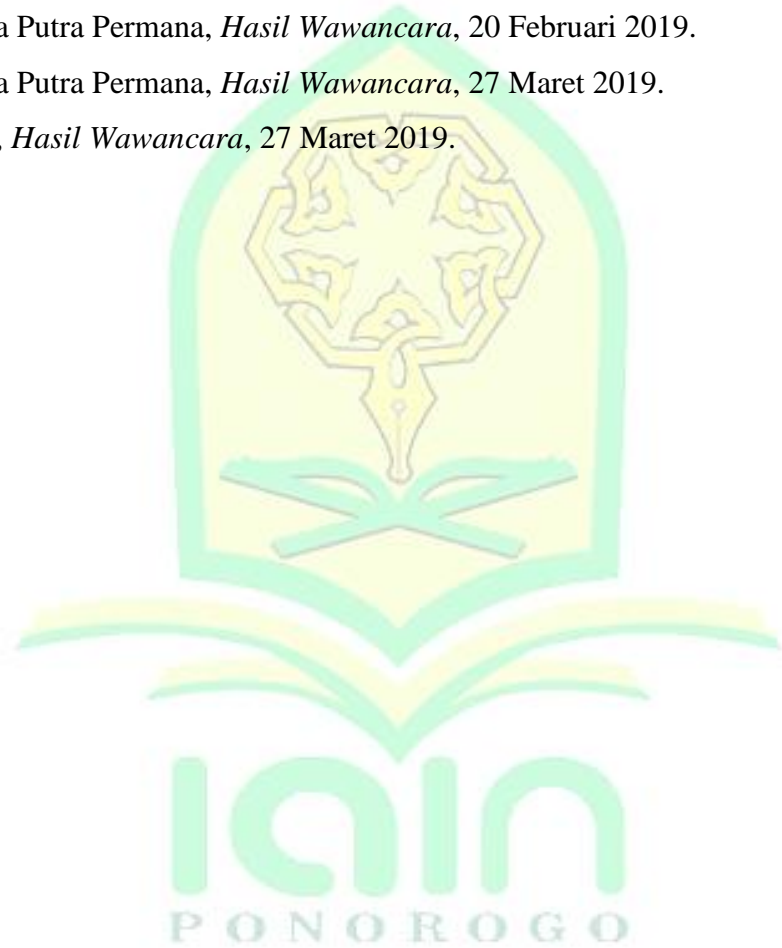 a Putra Permana, Hasil Wawancara, 20 Februari 2019.
a Putra Permana, Hasil Wawancara, 27 Maret 2019.
, Hasil Wawancara, 27 Maret 2019.
iain
PONOROGO